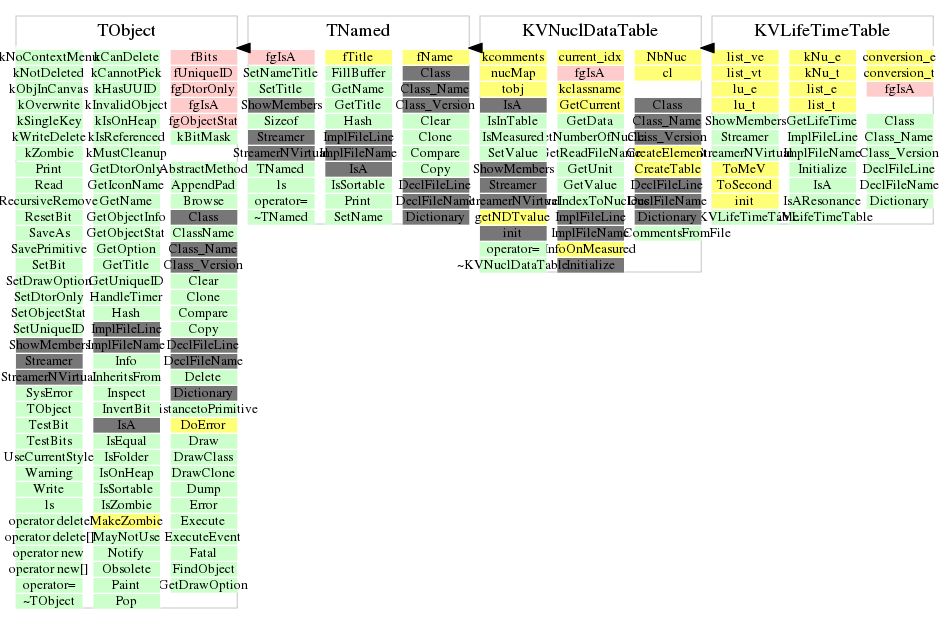 TObject
kNoContextMenu kCanDelete fBits
kNotDeleted kCannotPick fUniqueID
kObjInCanvas kHasUUID fgDtorOnly
kOverwrite kInvalidObject fgIsA
kSingleKey kIsOnHeap fgObjectStat
kWriteDelete kIsReferenced kBitMask
kZombie kMustCleanup
Print GetDtorOnly AbstractMethod
Read GetIconName AppendPad
RecursiveRemove GetName Browse
ResetBit GetObjectInfo Class
SaveAs GetObjectStat ClassName
SavePrimitive GetOption Class_Name
SetBit GetTitle Class_Version
SetDrawOption GetUniqueID Clear
SetDtorOnly HandleTimer Clone
SetObjectStat Hash Compare
SetUniqueID ImplFileLine Copy
ShowMembers ImplFileName DeclFileLine
Streamer Info DeclFileName
StreamerNVirtual InheritsFrom Delete
SysError Inspect Dictionary
TObject InvertBit istancetoPrimitive
TestBit IsA DoError
TestBits IsEqual Draw
UseCurrentStyle IsFolder DrawClass
Warning IsOnHeap DrawClone
Write IsSortable Dump
ls IsZombie Error
operator delete MakeZombie Execute
operator delete[] MayNotUse ExecuteEvent
operator new Notify Fatal
operator new[] Obsolete FindObject
operator= Paint GetDrawOption
~TObject Pop
TNamed
fgIsA fTitle fName
SetNameTitle FillBuffer Class
SetTitle GetName Class_Name
ShowMembers GetTitle Class_Version
Sizeof Hash Clear
Streamer ImplFileLine Clone
StreamerNVirtual ImplFileName Compare
TNamed IsA Copy
ls IsSortable DeclFileLine
operator= Print DeclFileName
~TNamed SetName Dictionary
KVNuclDataTable
kcomments current_idx NbNuc
nucMap fgIsA cl
tobj kclassname
IsA GetCurrent Class
IsInTable GetData Class_Name
IsMeasured tNumberOfNucle Class_Version
SetValue GetReadFileName CreateElement
ShowMembers GetUnit CreateTable
Streamer GetValue DeclFileLine
treamerNVirtual IndexToNucleus DeclFileName
getNDTvalue ImplFileLine Dictionary
init ImplFileName CommentsFromFile
operator= nfoOnMeasured
~KVNuclDataTable Initialize
KVLifeTimeTable
list_ve kNu_e conversion_e
list_vt kNu_t conversion_t
lu_e list_e fgIsA
lu_t list_t
ShowMembers GetLifeTime Class
Streamer ImplFileLine Class_Name
treamerNVirtual ImplFileName Class_Version
ToMeV Initialize DeclFileLine
ToSecond IsA DeclFileName
init IsAResonance Dictionary
KVLifeTimeTable ~KVLifeTimeTable